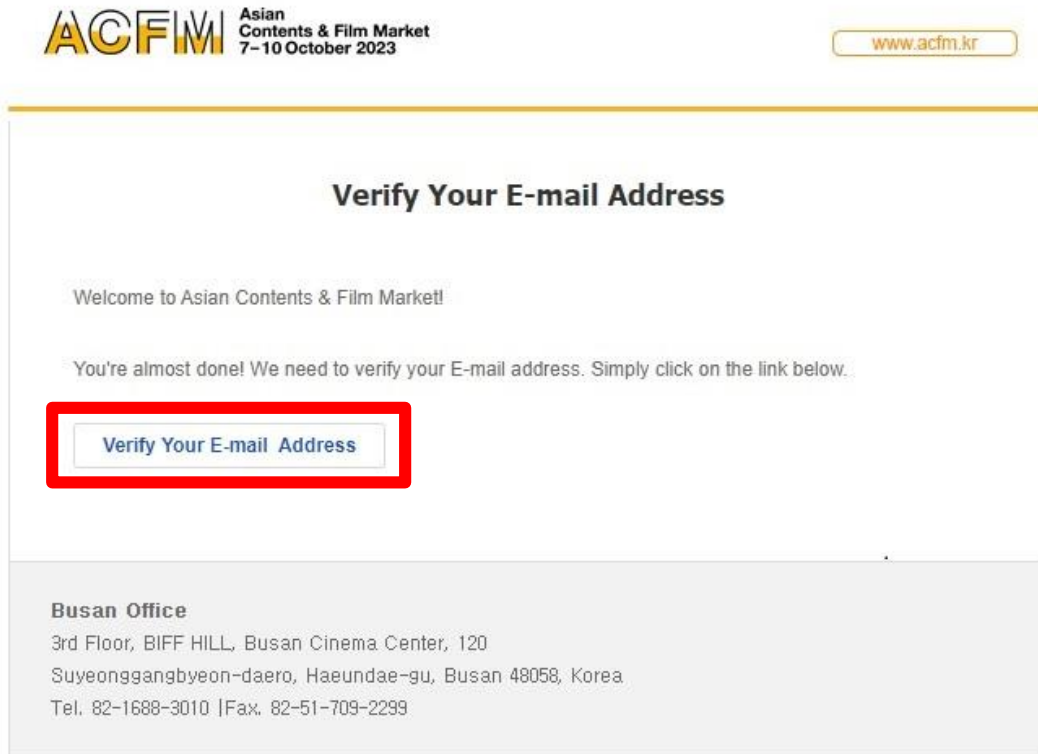 ACFM
Asian
Contents & Film Market
7–10 October 2023
www.acfm.kr
Verify Your E-mail Address
Welcome to Asian Contents & Film Market!
You're almost done! We need to verify your E-mail address. Simply click on the link below.
Verify Your E-mail Address
Busan Office
3rd Floor, BIFF HILL, Busan Cinema Center, 120
Suyeonggangbyeon-daero, Haeundae-gu, Busan 48058, Korea
Tel. 82-1688-3010 |Fax. 82-51-709-2299